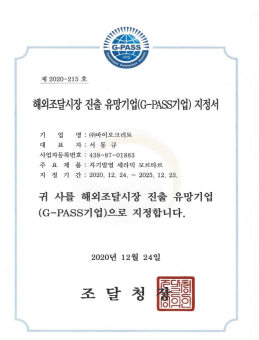 G-PASS
제 2020-215 호
해외조달시장 진출 유망기업(G-PASS기업) 지정서
기 업 명 : ㈜바이오크리트
대 표 자 : 서 동 규
사업자등록번호 : 438-87-01883
주 요 제 품 : 자기발열 세라믹 모르타르
지 정 기 간 : 2020. 12. 24. ~ 2025. 12. 23.
귀 사를 해외조달시장 진출 유망기업
(G-PASS기업)으로 지정합니다.
2020년 12월 24일
조 달 청 장